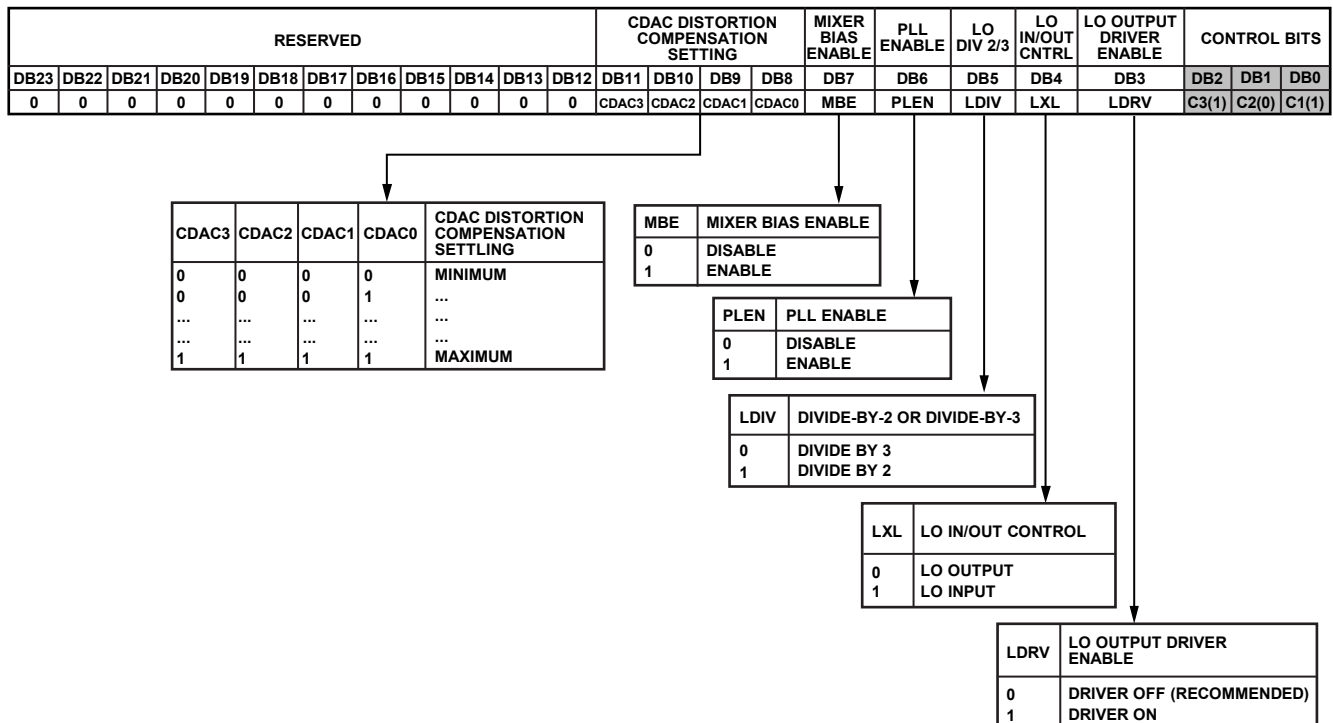 RESERVED
CDAC DISTORTION
COMPENSATION
SETTING
MIXER
BIAS
ENABLE
PLL
ENABLE
LO
DIV 2/3
LO
IN/OUT
CNTRL
LO OUTPUT
DRIVER
ENABLE
CONTROL BITS
DB23 DB22 DB21 DB20 DB19 DB18 DB17 DB16 DB15 DB14 DB13 DB12 DB11 DB10 DB9 DB8 DB7 DB6 DB5 DB4 DB3 DB2 DB1 DB0
0 0 0 0 0 0 0 0 0 0 0 0 CDAC3 CDAC2 CDAC1 CDAC0 MBE PLEN LDIV LXL LDRV C3(1) C2(0) C1(1)
CDAC3 CDAC2 CDAC1 CDAC0
CDAC DISTORTION
COMPENSATION
SETTLING
0 0 0 0 MINIMUM
0 0 0 1 ...
... ... ... ... ...
... ... ... ... ...
1 1 1 1 MAXIMUM
MBE MIXER BIAS ENABLE
0 DISABLE
1 ENABLE
PLEN PLL ENABLE
0 DISABLE
1 ENABLE
LDIV DIVIDE-BY-2 OR DIVIDE-BY-3
0 DIVIDE BY 3
1 DIVIDE BY 2
LXL LO IN/OUT CONTROL
0 LO OUTPUT
1 LO INPUT
LDRV
LO OUTPUT DRIVER
ENABLE
0 DRIVER OFF (RECOMMENDED)
1 DRIVER ON